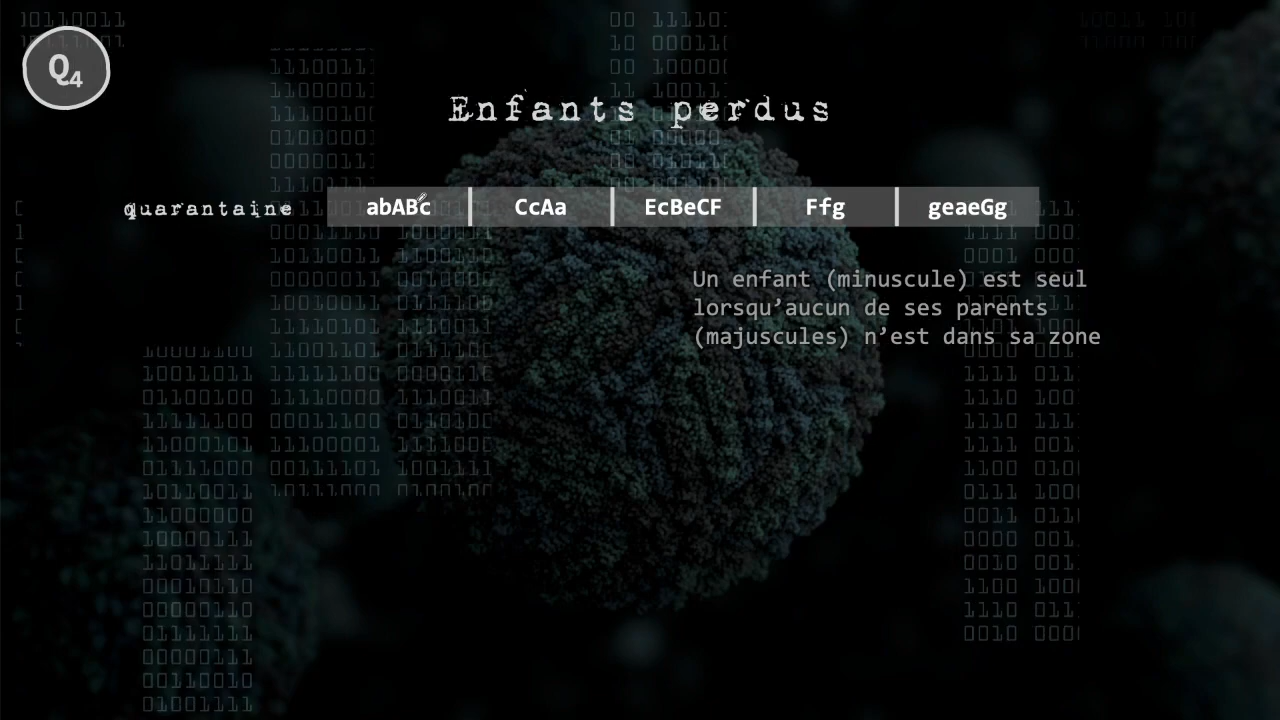 Q4
Enfants perdus
quarantaine abABc CcAa EcBeCF Ffg geaeGg
Un enfant (minuscule) est seul
lorsqu’aucun de ses parents
(majuscules) n’est dans sa zone